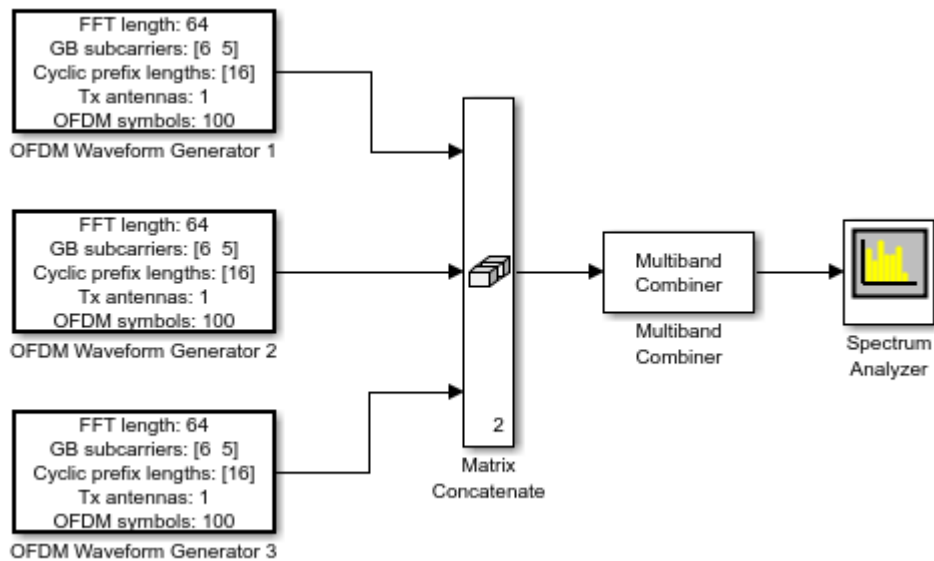 FFT length: 64
GB subcarriers: [6  5]
Cyclic prefix lengths: [16]
Tx antennas: 1
OFDM symbols: 100
OFDM Waveform Generator 1
FFT length: 64
GB subcarriers: [6  5]
Cyclic prefix lengths: [16]
Tx antennas: 1
OFDM symbols: 100
OFDM Waveform Generator 2
FFT length: 64
GB subcarriers: [6  5]
Cyclic prefix lengths: [16]
Tx antennas: 1
OFDM symbols: 100
OFDM Waveform Generator 3
2
Matrix
Concatenate
Multiband
Combiner
Multiband
Combiner
Spectrum
Analyzer